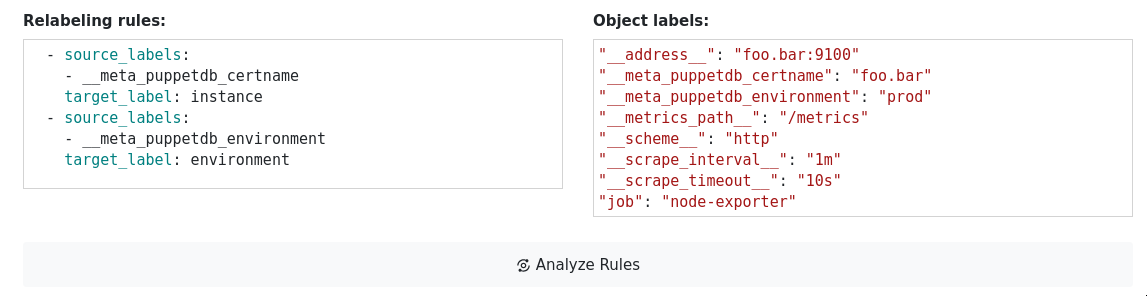 Relabeling rules:
- source_labels:
- __meta_puppetdb_certname
target_label: instance
- source_labels:
- __meta_puppetdb_environment
target_label: environment
Object labels:
"__address__": "foo.bar:9100"
"__meta_puppetdb_certname": "foo.bar"
"__meta_puppetdb_environment": "prod"
"__metrics_path__": "/metrics"
"__scheme__": "http"
"__scrape_interval__": "1m"
"__scrape_timeout__": "10s"
"job": "node-exporter"
Analyze Rules